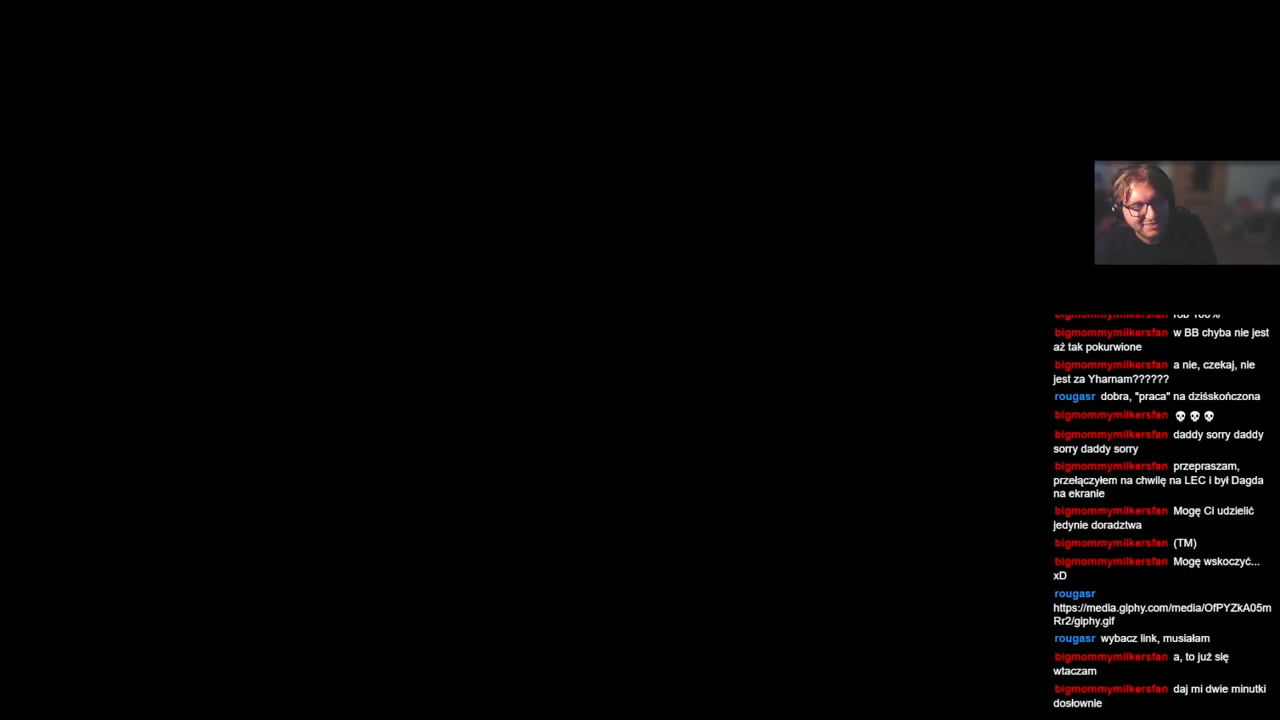 bigmommymilkersfan rób 100%
bigmommymilkersfan w BB chyba nie jest
aż tak pokurwione
bigmommymilkersfan a nie, czekaj, nie
jest za Yharnam??????
rougasr dobra, "praca" na dziśskończona
bigmommymilkersfan 💀💀💀
bigmommymilkersfan daddy sorry daddy
sorry daddy sorry
bigmommymilkersfan przepraszam,
przełączyłem na chwilę na LEC i był Dagda
na ekranie
bigmommymilkersfan Mogę Ci udzielić
jedynie doradztwa
bigmommymilkersfan (TM)
bigmommymilkersfan Mogę wskoczyć...
xD
rougasr
https://media.giphy.com/media/OfPYZkA05m
Rr2/giphy.gif
rougasr wybacz link, musiałam
bigmommymilkersfan a, to już się
wtaczam
bigmommymilkersfan daj mi dwie minutki
dosłownie